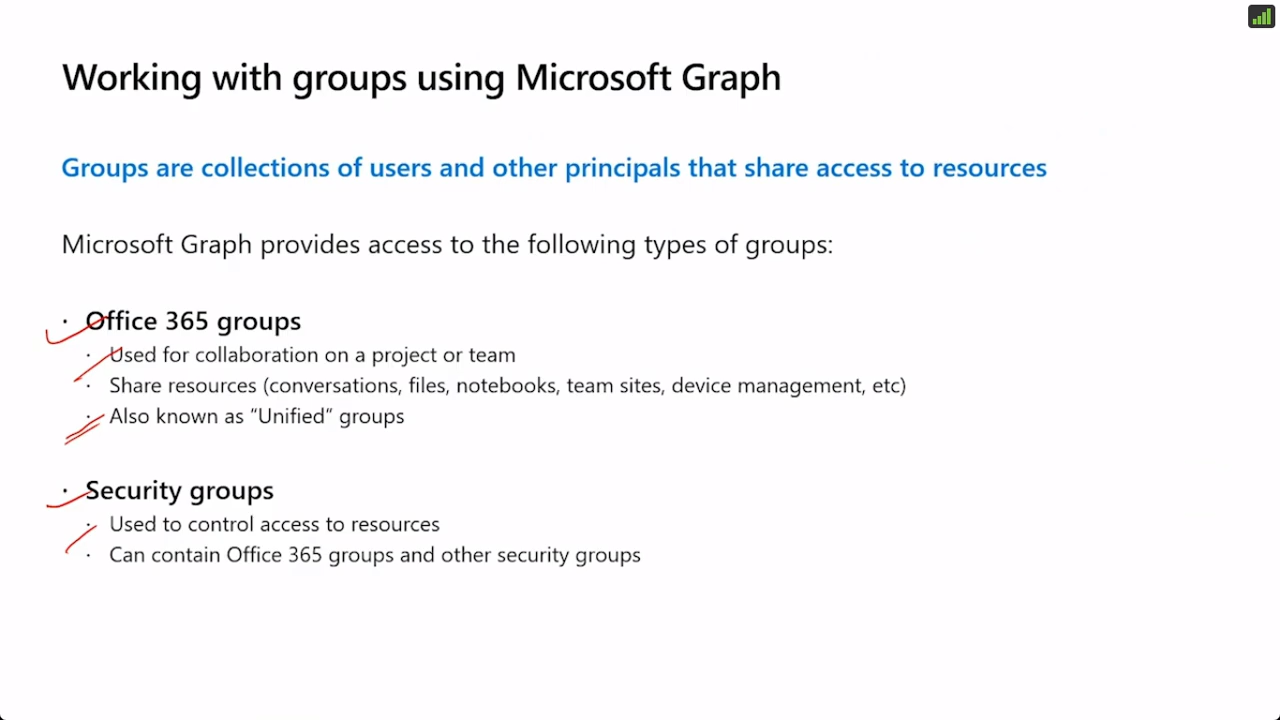 Working with groups using Microsoft Graph
Groups are collections of users and other principals that share access to resources
Microsoft Graph provides access to the following types of groups:
· Office 365 groups
· Used for collaboration on a project or team
· Share resources (conversations, files, notebooks, team sites, device management, etc)
· Also known as “Unified“ groups
· Security groups
· Used to control access to resources
· Can contain Office 365 groups and other security groups